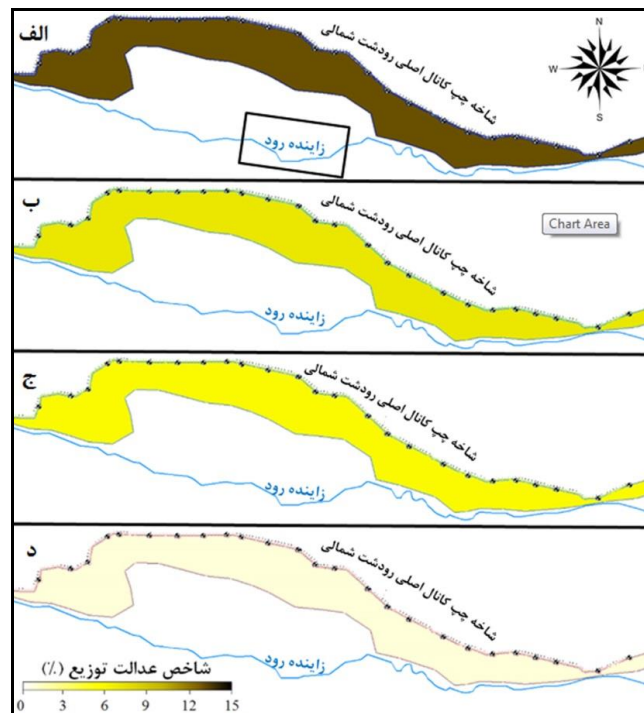 الف
شاخه چپ کانال اصلی رودشت شمالی
زاینده رود
N
W
S
ب
Chart Area
شاخه چپ کانال اصلی رودشت شمالی
زاینده رود
ج
شاخه چپ کانال اصلی رودشت شمالی
زاینده رود
د
شاخه چپ کانال اصلی رودشت شمالی
زاینده رود
شاخص عدالت توزیع (%)
0 3 6 9 12 15